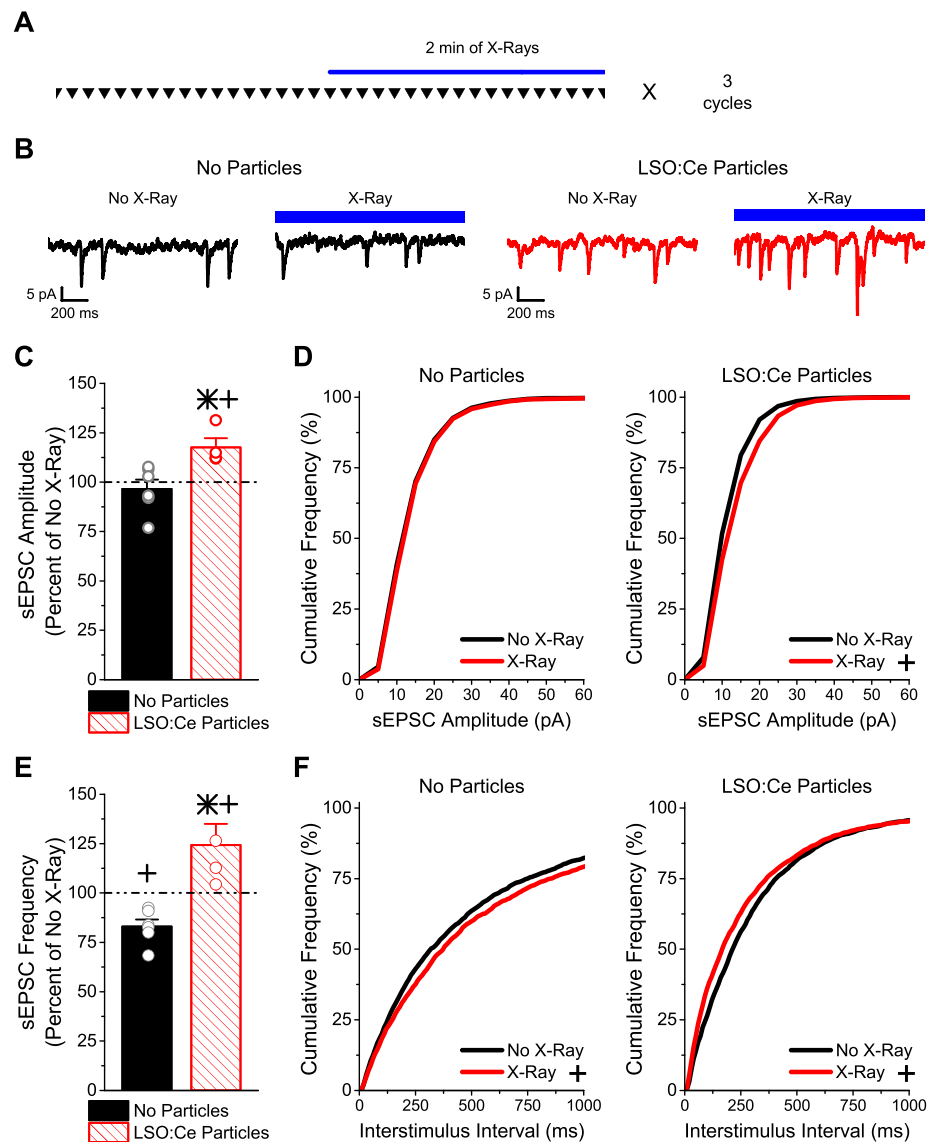 A
2 min of X-Rays
X
3
cycles
B
No Particles
LSO:Ce Particles
No X-Ray
X-Ray
No X-Ray
X-Ray
5 pA
200 ms
5 pA
200 ms
C
sEPSC Amplitude
(Percent of No X-Ray)
150
125
100
75
50
25
0
No Particles
LSO:Ce Particles
D
No Particles
Cumulative Frequency (%)
100
75
50
25
0
No X-Ray
X-Ray
0 10 20 30 40 50 60
sEPSC Amplitude (pA)
LSO:Ce Particles
Cumulative Frequency (%)
100
75
50
25
0
No X-Ray
X-Ray +
0 10 20 30 40 50 60
sEPSC Amplitude (pA)
E
sEPSC Frequency
(Percent of No X-Ray)
150
125
100
75
50
25
0
+
No Particles
LSO:Ce Particles
F
No Particles
Cumulative Frequency (%)
100
75
50
25
0
No X-Ray
X-Ray +
0 250 500 750 1000
Interstimulus Interval (ms)
LSO:Ce Particles
Cumulative Frequency (%)
100
75
50
25
0
No X-Ray
X-Ray +
0 250 500 750 1000
Interstimulus Interval (ms)